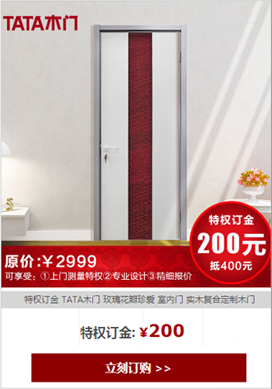 TATA木门
特权订金
200元
抵400元
原价:¥2999
可享受:①上门测量特权②专业设计③精细报价
特权订金 TATA木门 玫瑰花期珍爱 室内门 实木复合定制木门
特权订金: ¥200
立刻订购 >>